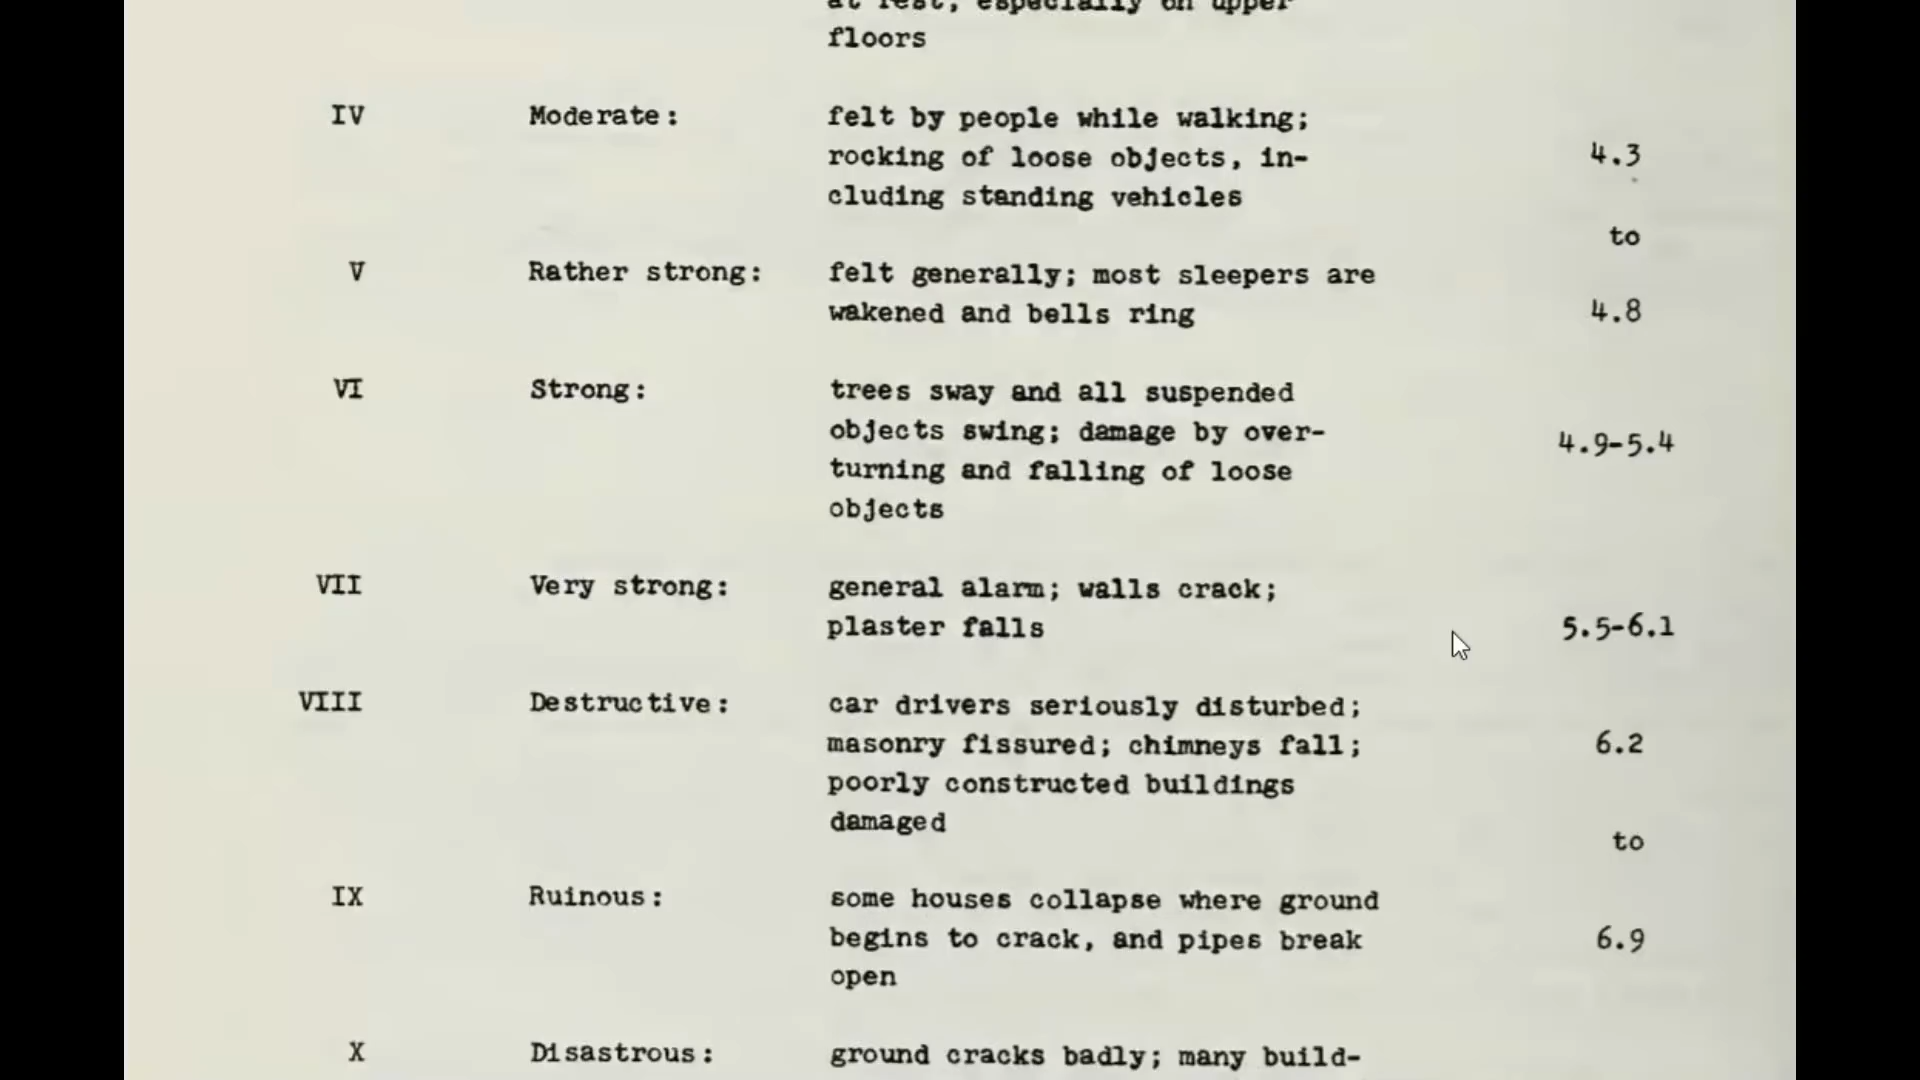 at rest, especially on upper
floors
IV Moderate: felt by people while walking;
rocking of loose objects, in-
4.3
cluding standing vehicles
to
V Rather strong: felt generally; most sleepers are
wakened and bells ring 4.8
VI Strong: trees sway and all suspended
objects swing; damage by over-
4.9-5.4
turning and falling of loose
objects
VII Very strong: general alarm; walls crack;
plaster falls 5.5-6.1
VIII Destructive: car drivers seriously disturbed;
masonry fissured; chimneys fall; 6.2
poorly constructed buildings
damaged
to
IX Ruinous: some houses collapse where ground
begins to crack, and pipes break 6.9
open
X Disastrous: ground cracks badly; many build-